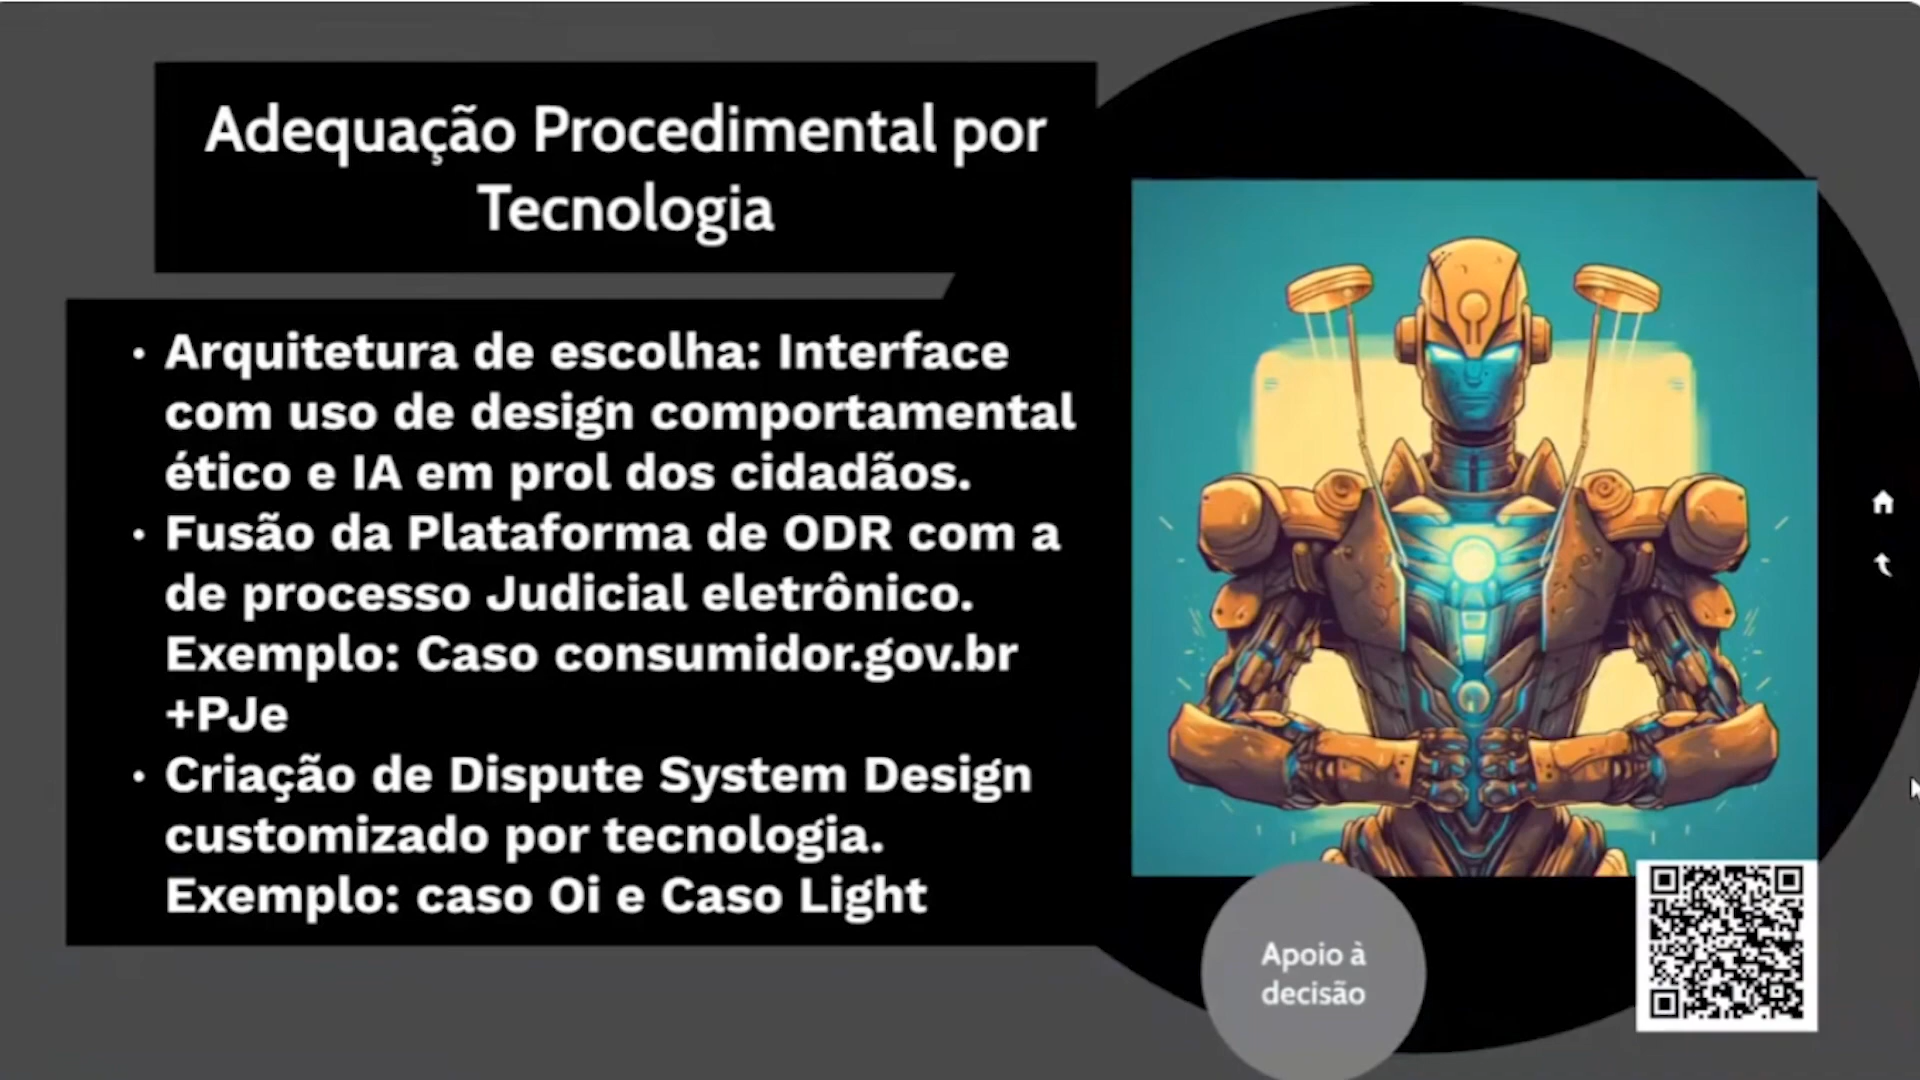 Adequação Procedimental por
Tecnologia
• Arquitetura de escolha: Interface
com uso de design comportamental
ético e IA em prol dos cidadãos.
• Fusão da Plataforma de ODR com a
de processo Judicial eletrônico.
Exemplo: Caso consumidor.gov.br
+PJe
• Criação de Dispute System Design
customizado por tecnologia.
Exemplo: caso Oi e Caso Light
Apoio à
decisão